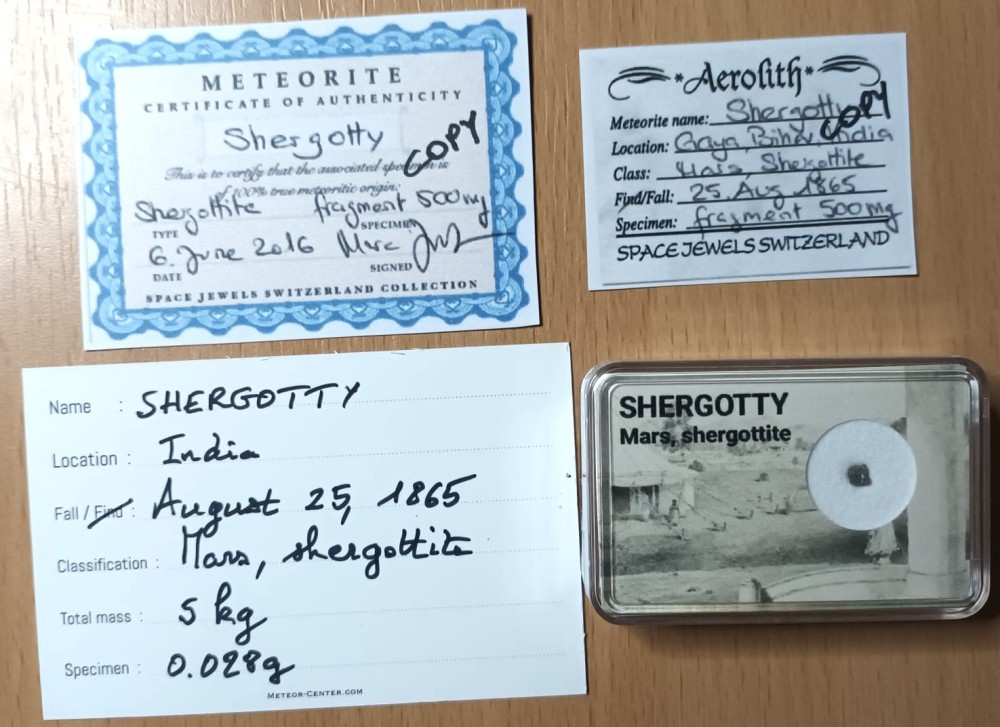 METEORITE
CERTIFICATE OF AUTHENTICITY
Shergotty
COPY
This is to certify that the associated specimen is
of 100% true meteoritic origin:
Shergottite fragment 500mg
TYPE SPECIMEN
6. June 2016 Marc
DATE SIGNED
SPACE JEWELS SWITZERLAND COLLECTION
*Aerolith*
Meteorite name: Shergotty
COPY
Location: Gaya, Bihar, India
Class: Mars, Shergottite
Find/Fall: 25. Aug 1865
Specimen: fragment 500mg
SPACE JEWELS SWITZERLAND
Name : SHERGOTTY
Location : India
Fall / Find : August 25, 1865
Classification : Mars, shergottite
Total mass : 5 kg
Specimen : 0.028g
METEOR-CENTER.COM
SHERGOTTY
Mars, shergottite